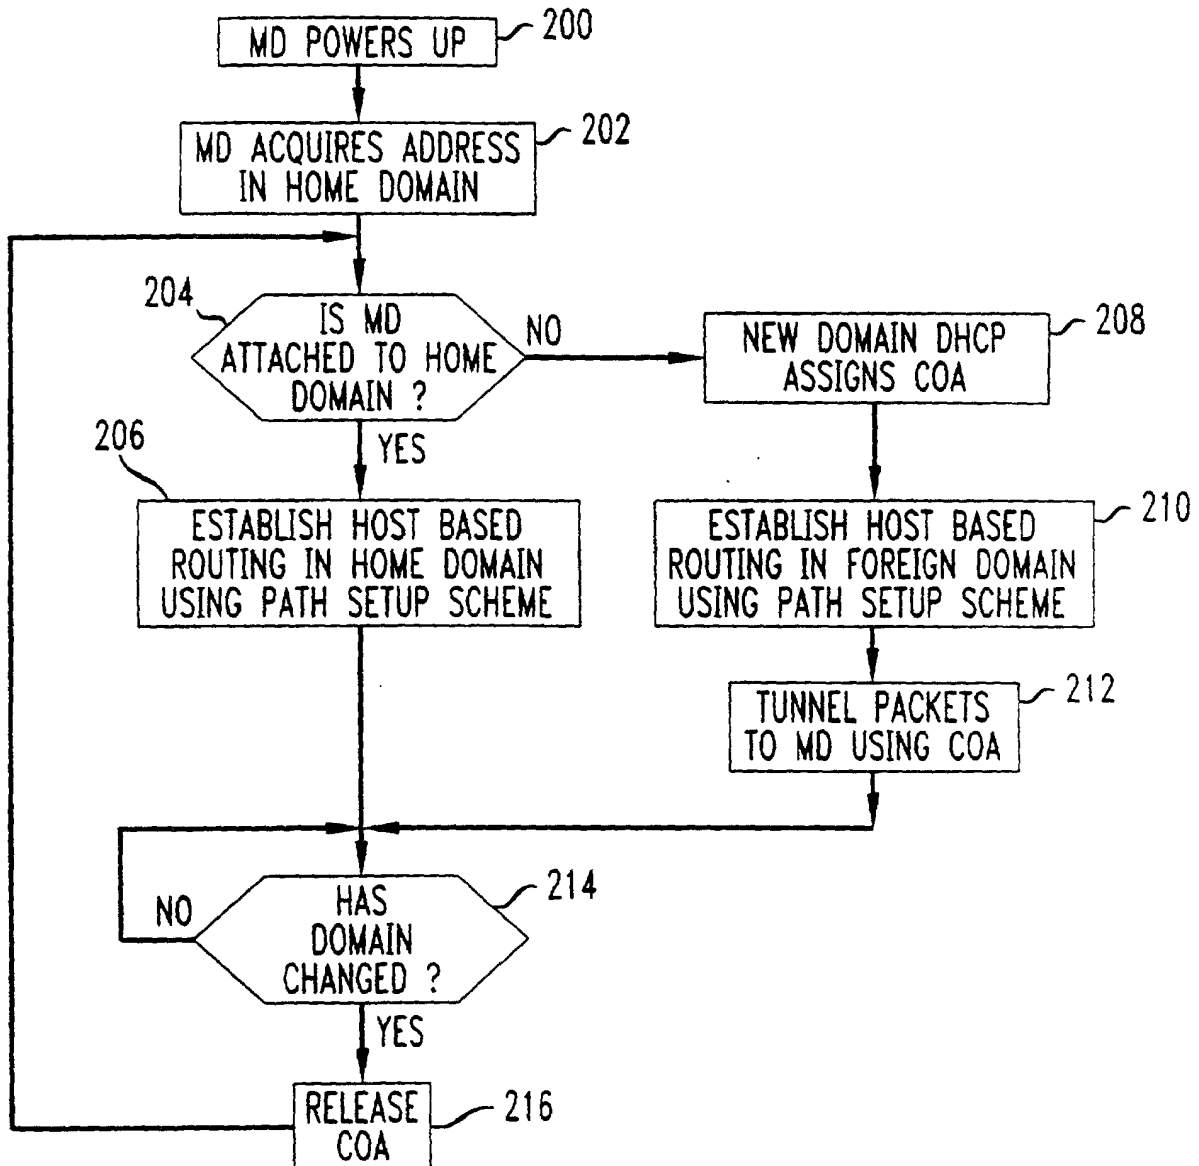 MD POWERS UP
200
MD ACQUIRES ADDRESS
IN HOME DOMAIN
202
204
IS MD
ATTACHED TO HOME
DOMAIN ?
NO
YES
NEW DOMAIN DHCP
ASSIGNS COA
208
206
ESTABLISH HOST BASED
ROUTING IN HOME DOMAIN
USING PATH SETUP SCHEME
ESTABLISH HOST BASED
ROUTING IN FOREIGN DOMAIN
USING PATH SETUP SCHEME
210
TUNNEL PACKETS
TO MD USING COA
212
HAS
DOMAIN
CHANGED ?
214
NO
YES
RELEASE
COA
216